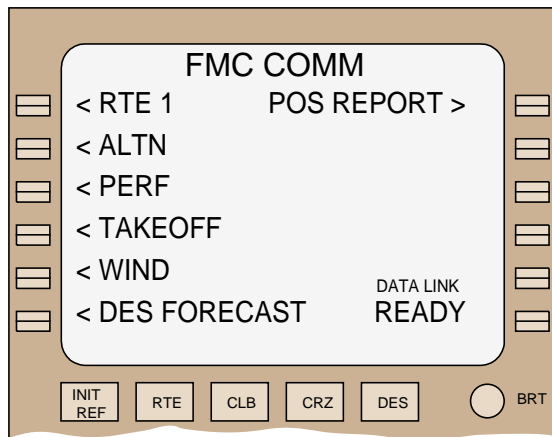 FMC COMM
< RTE 1 POS REPORT >
< ALTN
< PERF
< TAKEOFF
< WIND
DATA LINK
< DES FORECAST READY
INIT
REF
RTE
CLB
CRZ
DES
BRT